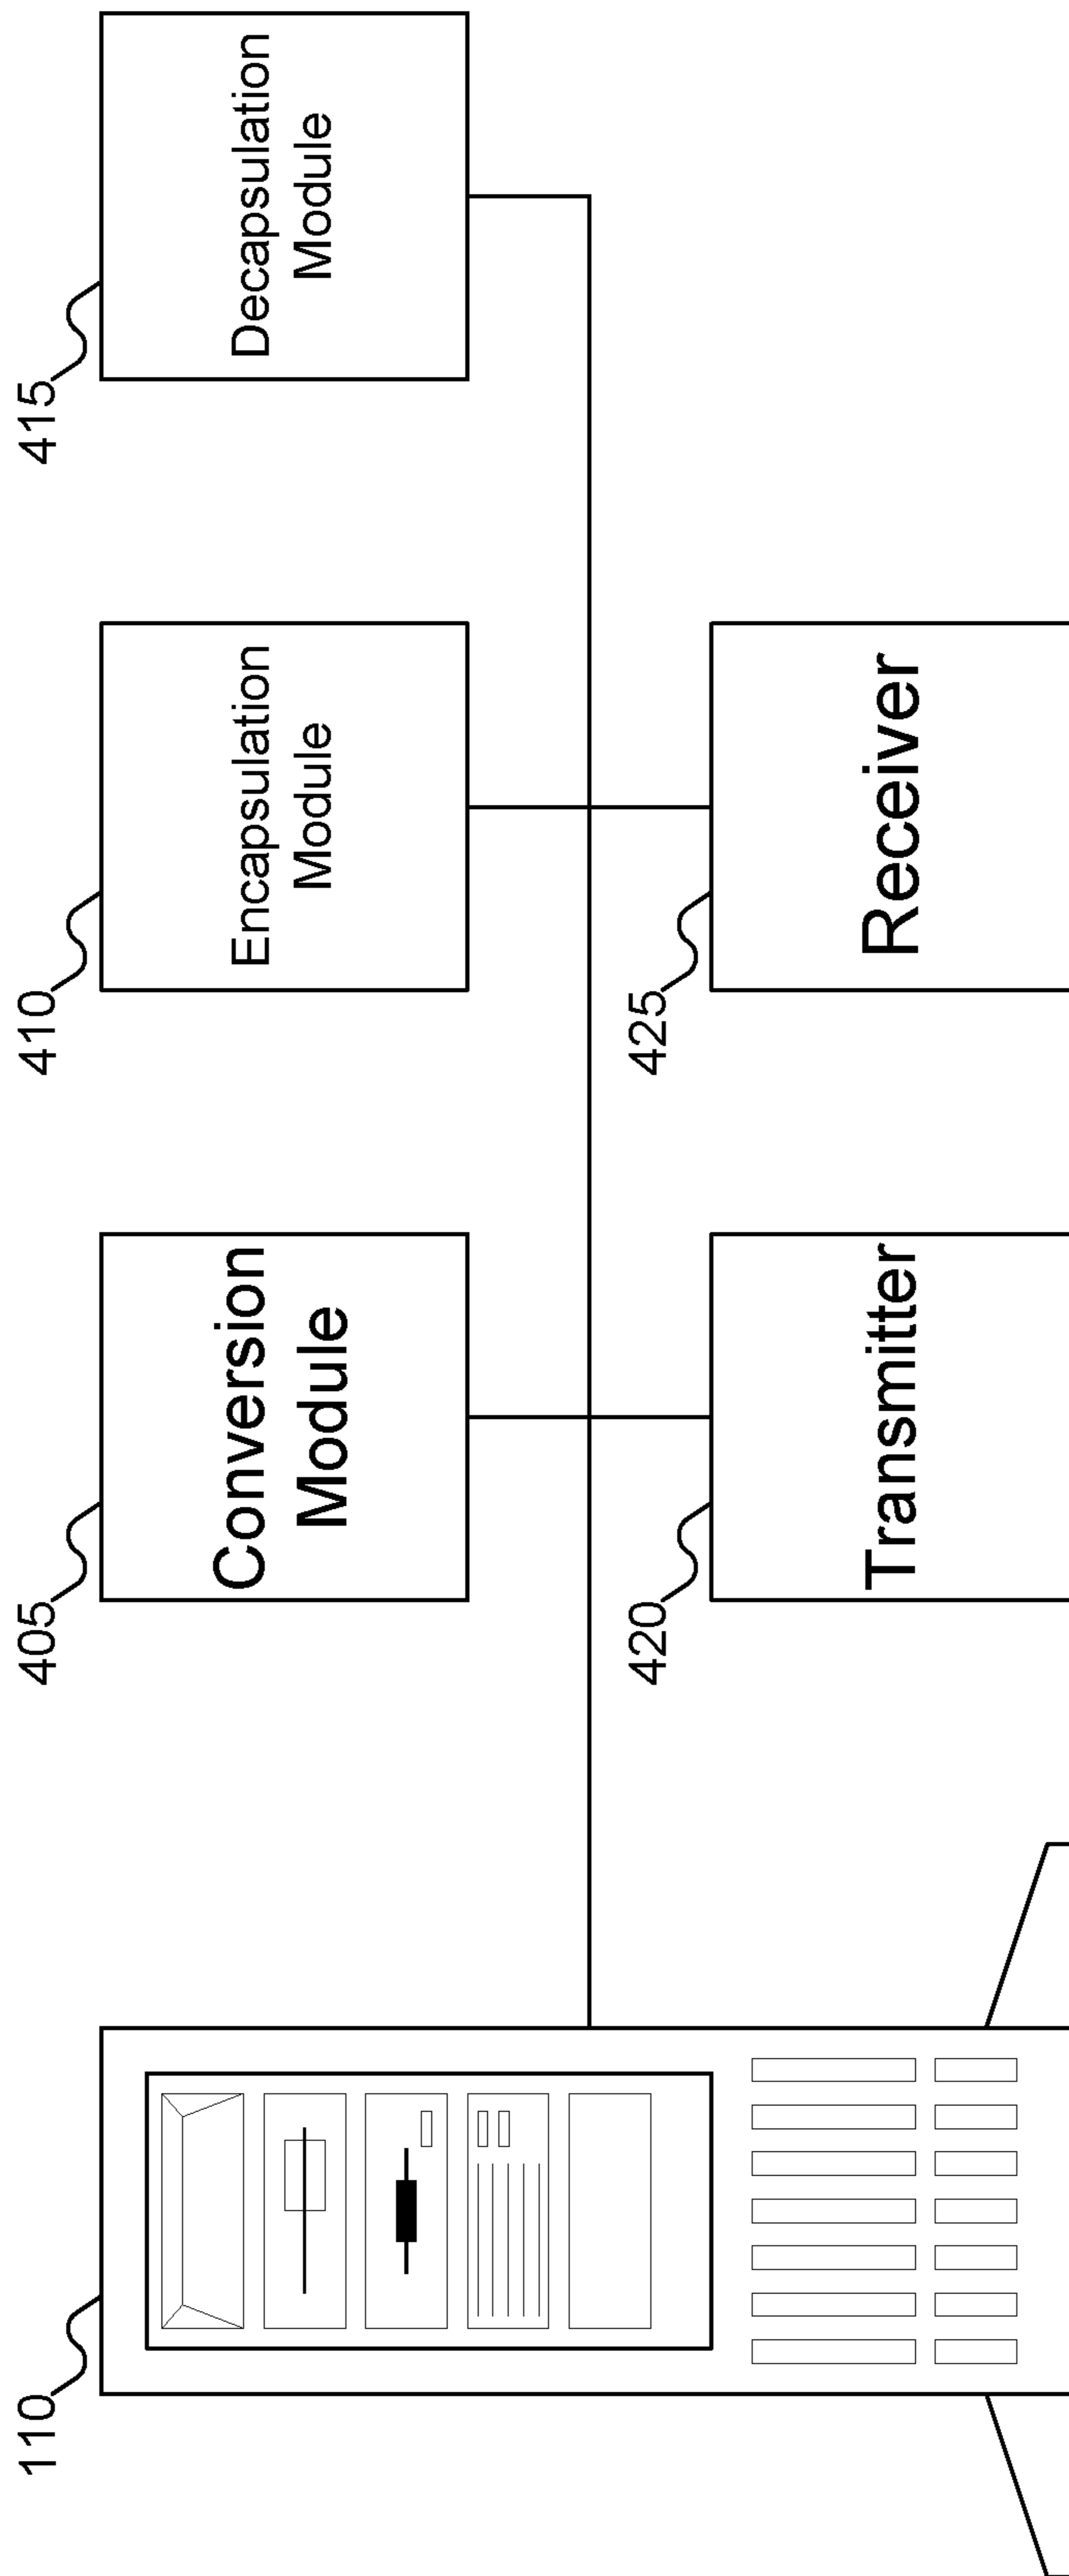 110
405
Conversion
Module
410
Encapsulation
Module
415
Decapsulation
Module
420
Transmitter
425
Receiver